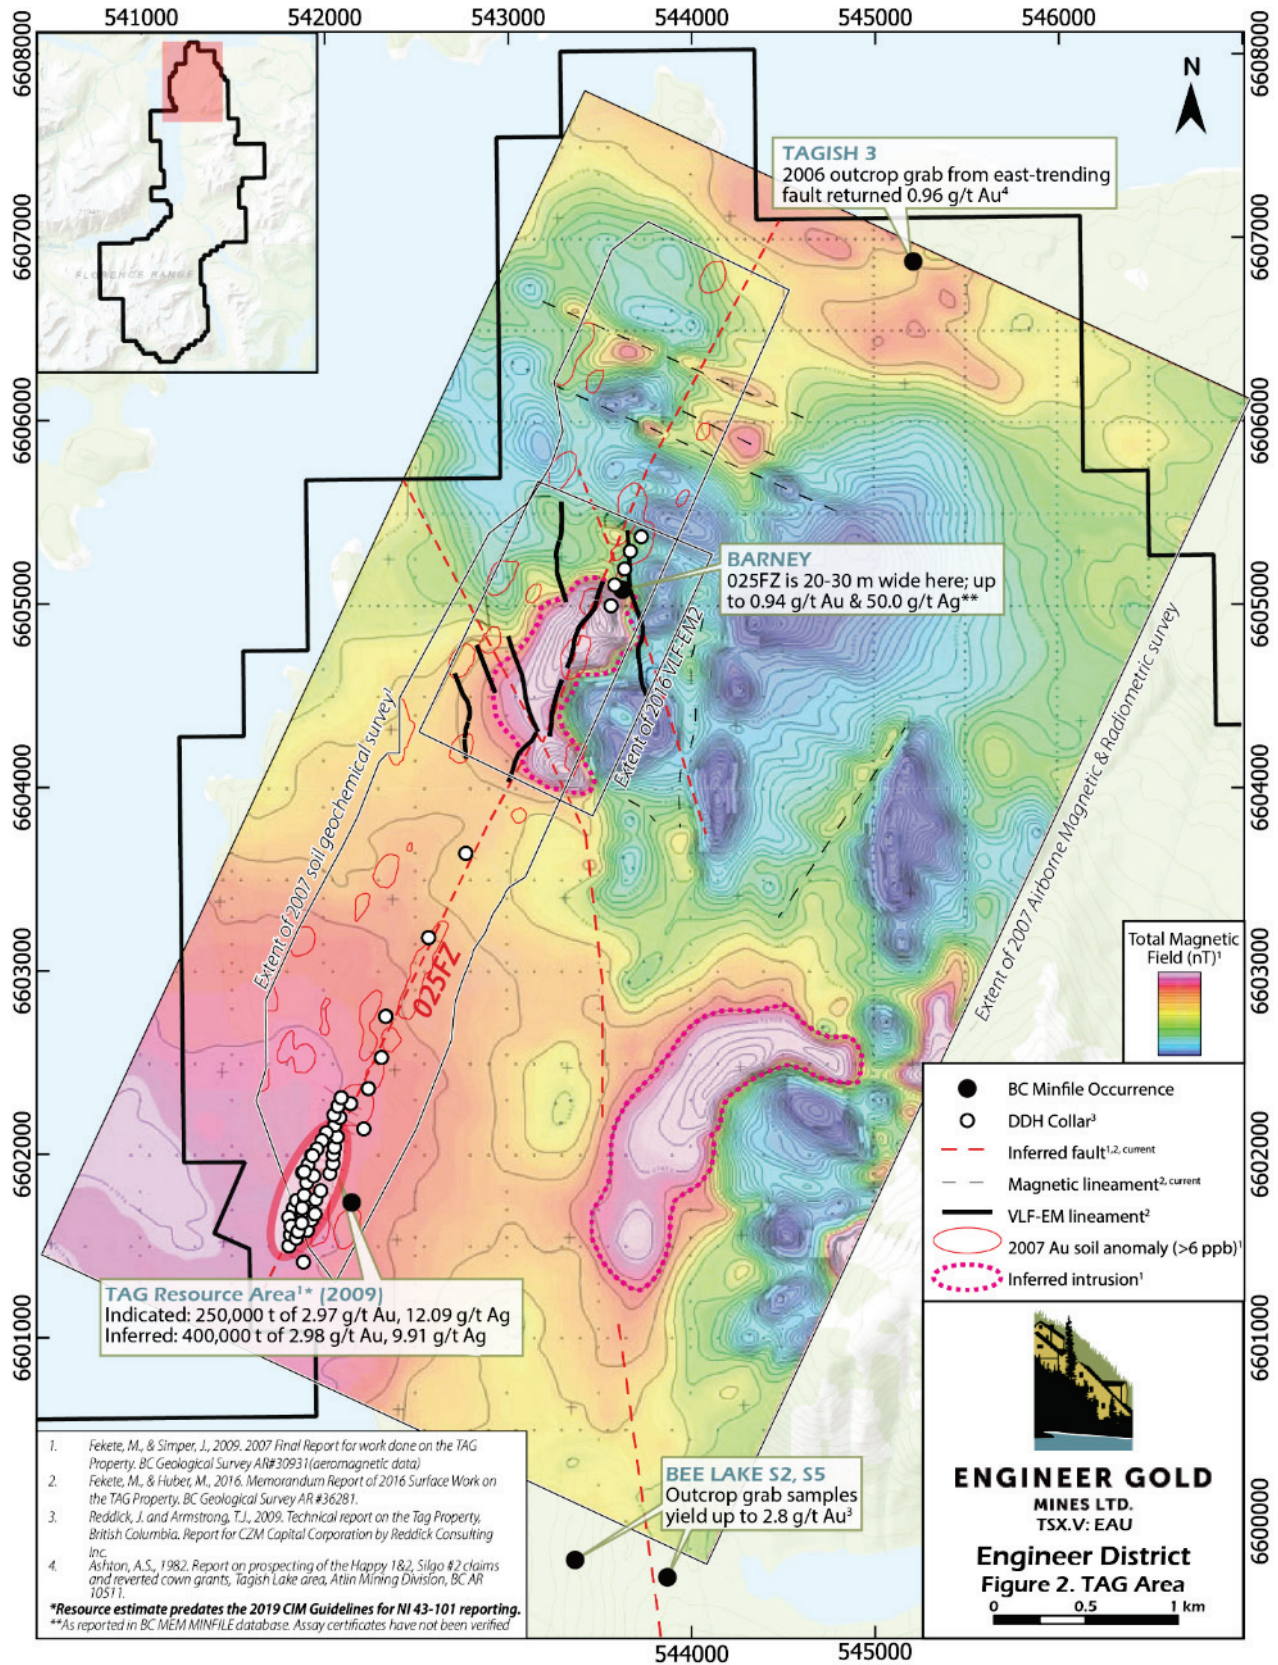 541000
542000
543000
544000
545000
546000
6608000
6607000
6606000
6605000
6604000
6603000
6602000
6601000
6608000
6607000
6606000
6605000
6604000
6603000
6602000
6601000
6600000
544000
545000
FLORENCE RANGE
N
TAGISH 3
2006 outcrop grab from east-trending
fault returned 0.96 g/t Au⁴
BARNEY
025FZ is 20-30 m wide here; up
to 0.94 g/t Au & 50.0 g/t Ag**
Extent of 2016 VLF-EM2
Extent of 2007 soil geochemical survey¹
Extent of 2007 Airborne Magnetic & Radiometric survey
025FZ
TAG Resource Area¹* (2009)
Indicated: 250,000 t of 2.97 g/t Au, 12.09 g/t Ag
Inferred: 400,000 t of 2.98 g/t Au, 9.91 g/t Ag
BEE LAKE S2, S5
Outcrop grab samples
yield up to 2.8 g/t Au³
Total Magnetic
Field (nT)¹
BC Minfile Occurrence
DDH Collar³
Inferred fault¹,²,current
Magnetic lineament²,current
VLF-EM lineament²
2007 Au soil anomaly (>6 ppb)¹
Inferred intrusion¹
1. Fekete, M., & Simper, J., 2009. 2007 Final Report for work done on the TAG
Property. BC Geological Survey AR#30931(aeromagnetic data)
2. Fekete, M., & Huber, M., 2016. Memorandum Report of 2016 Surface Work on
the TAG Property. BC Geological Survey AR #36281.
3. Reddick, J. and Armstrong, T.J., 2009. Technical report on the Tag Property,
British Columbia. Report for CZM Capital Corporation by Reddick Consulting
Inc.
4. Ashton, A.S., 1982. Report on prospecting of the Happy 1&2, Silgo #2 claims
and reverted cown grants, Tagish Lake area, Atlin Mining Division, BC AR
10511.
*Resource estimate predates the 2019 CIM Guidelines for NI 43-101 reporting.
**As reported in BC MEM MINFILE database. Assay certificates have not been verified
ENGINEER GOLD
MINES LTD.
TSX.V: EAU
Engineer District
Figure 2. TAG Area
0 0.5 1 km